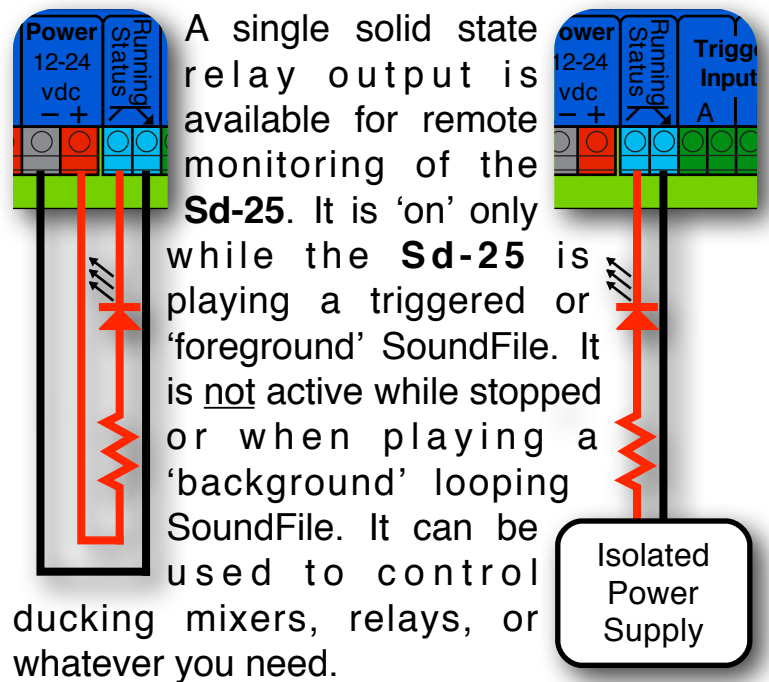 Power
12-24
vdc
– +
Running
Status
A single solid state
relay output is
available for remote
monitoring of the
Sd-25. It is ‘on’ only
while the Sd-25 is
playing a triggered or
‘foreground’ SoundFile. It
is not active while stopped
or when playing a
‘background’ looping
SoundFile. It can be
used to control
ducking mixers, relays, or
whatever you need.
ower
12-24
vdc
– +
Running
Status
Trigge
Input
A
Isolated
Power
Supply